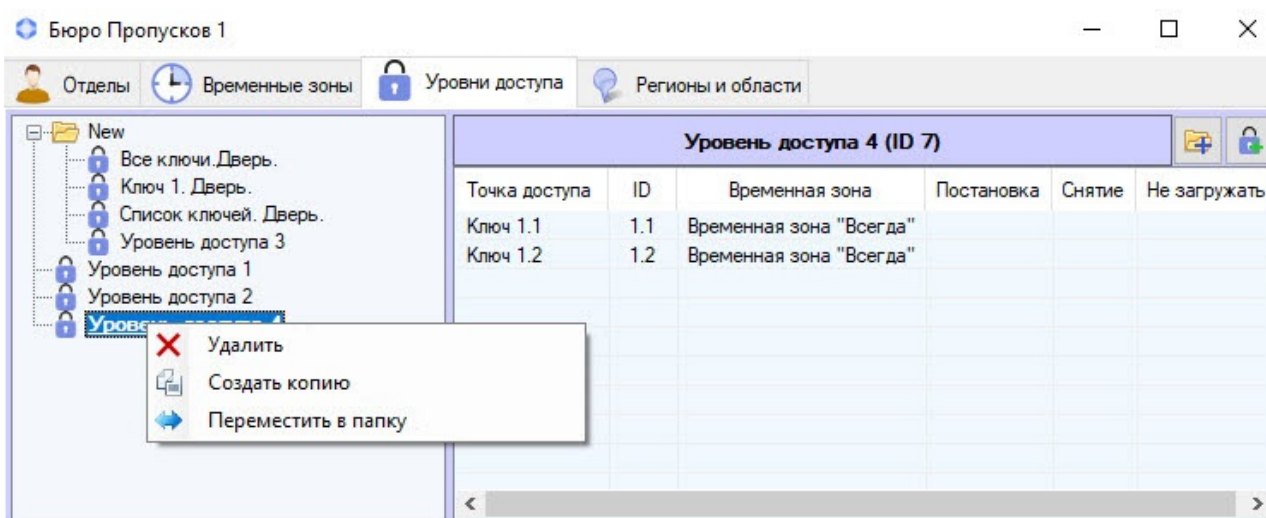 Бюро Пропусков 1
Отделы Временные зоны Уровни доступа Регионы и области
New
Все ключи.Дверь.
Ключ 1. Дверь.
Список ключей. Дверь.
Уровень доступа 3
Уровень доступа 1
Уровень доступа 2
Удалить
Создать копию
Переместить в папку
Уровень доступа 4 (ID 7)
Точка доступа ID Временная зона Постановка Снятие Не загружать
Ключ 1.1 1.1 Временная зона "Всегда"
Ключ 1.2 1.2 Временная зона "Всегда"